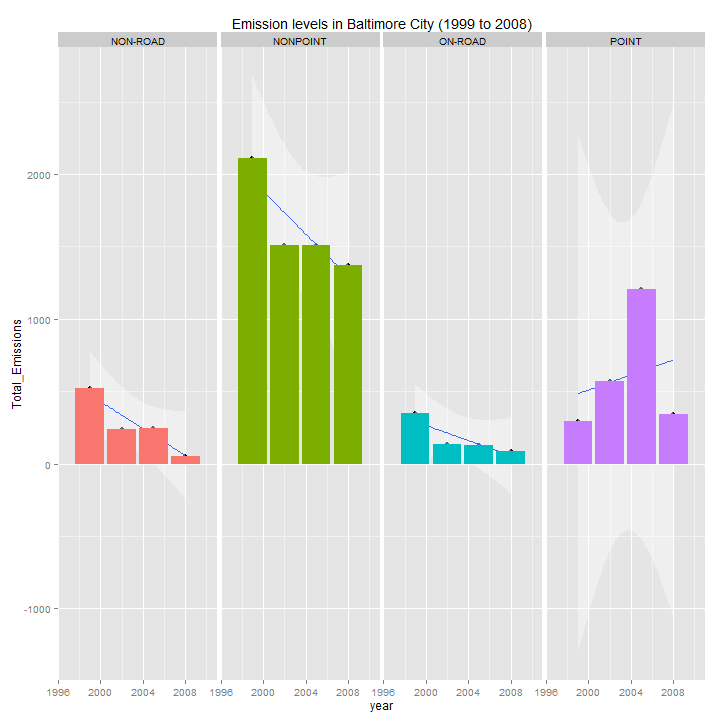 Emission levels in Baltimore City (1999 to 2008)
NON-ROAD NONPOINT ON-ROAD POINT
Total_Emissions
2000
1000
0
-1000
1996 2000 2004 2008 1996 2000 2004 2008 1996 2000 2004 2008 1996 2000 2004 2008
year